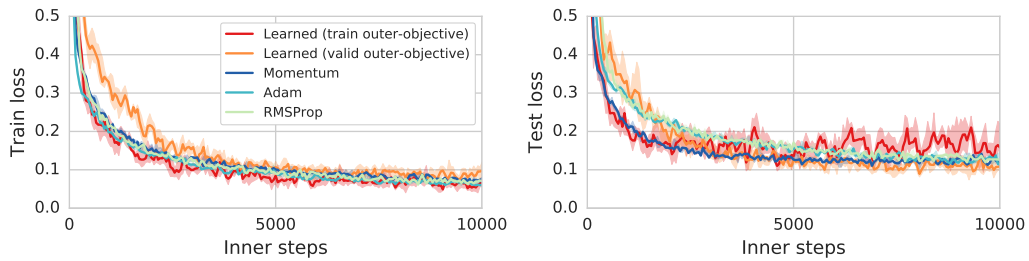 0.5
0.4
0.3
0.2
0.1
0.0
Train loss
0
5000
10000
Inner steps
Learned (train outer-objective)
Learned (valid outer-objective)
Momentum
Adam
RMSProp
0.5
0.4
0.3
0.2
0.1
0.0
Test loss
0
5000
10000
Inner steps